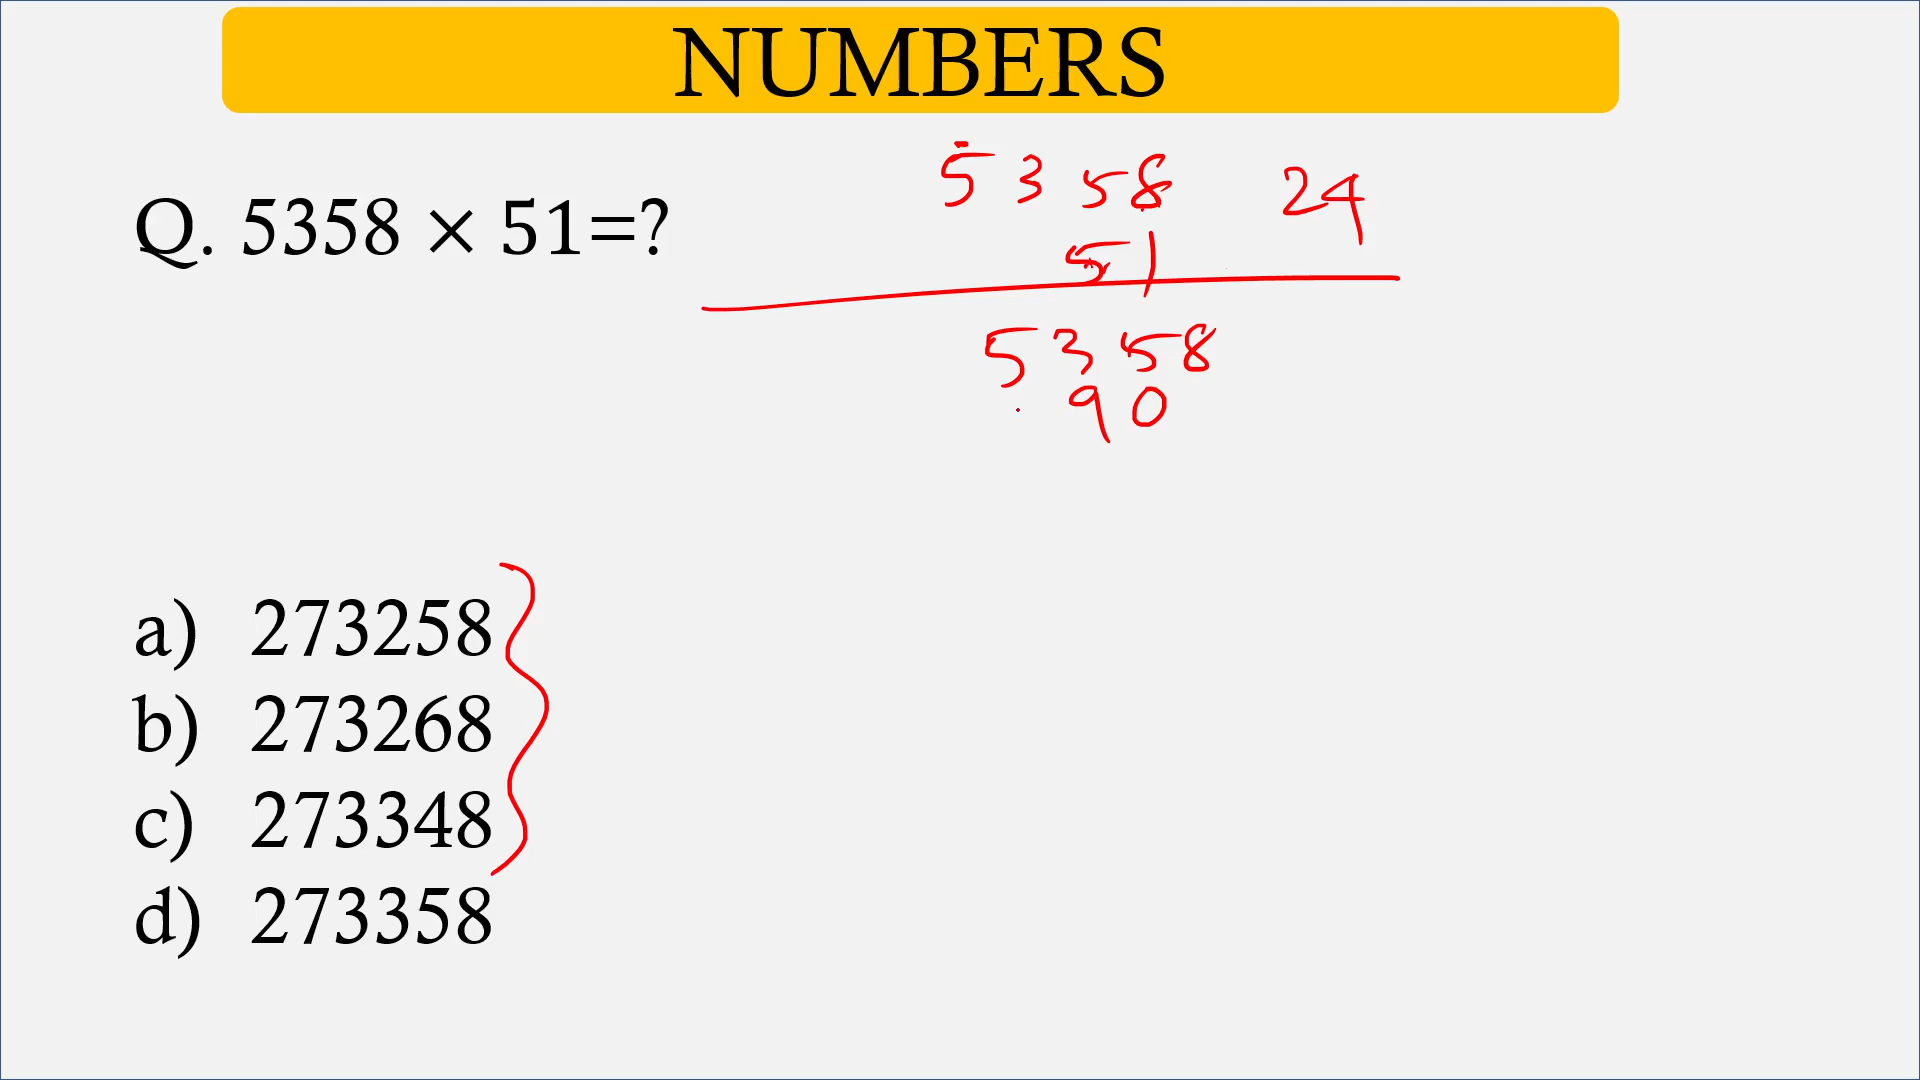 NUMBERS
Q. 5358 × 51=?
5358 24
51
5358
90
a) 273258
b) 273268
c) 273348
d) 273358